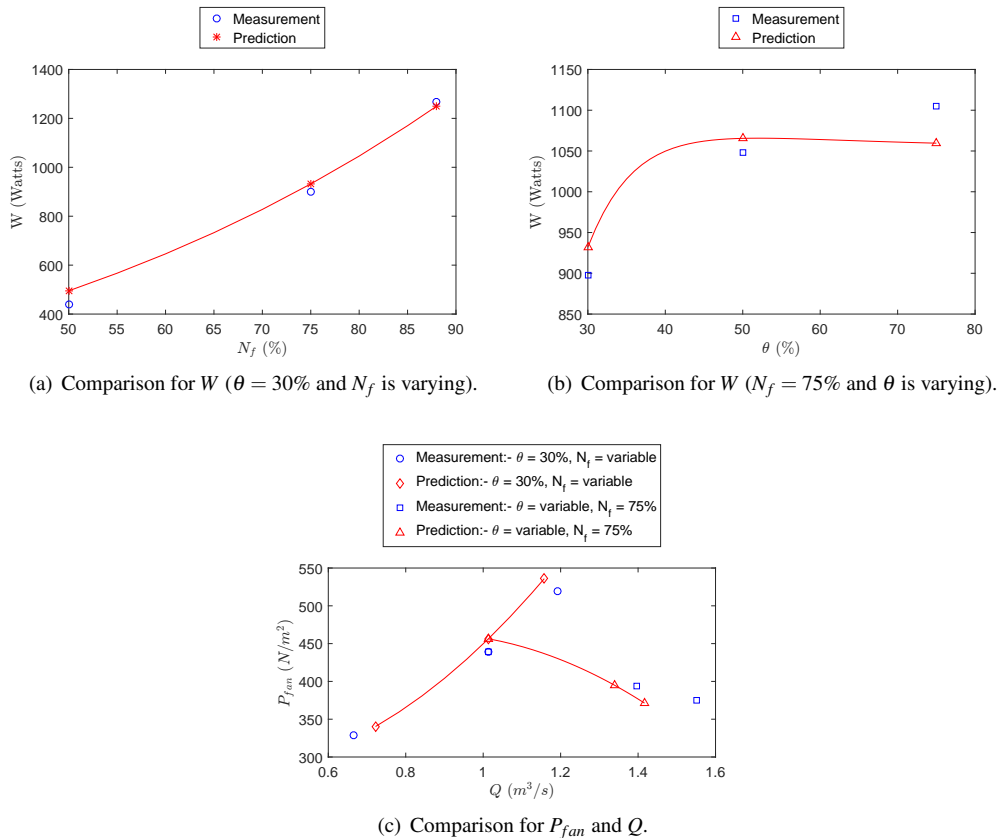 Measurement
Prediction
Measurement
Prediction
1400
1200
1000
800
600
400
W (Watts)
50 55 60 65 70 75 80 85 90
N_f (%)
1150
1100
1050
1000
950
900
850
W (Watts)
30 40 50 60 70 80
θ (%)
(a) Comparison for W (θ = 30% and N_f is varying).
(b) Comparison for W (N_f = 75% and θ is varying).
Measurement:- θ = 30%, N_f = variable
Prediction:- θ = 30%, N_f = variable
Measurement:- θ = variable, N_f = 75%
Prediction:- θ = variable, N_f = 75%
550
500
450
400
350
300
P_fan (N/m²)
0.6 0.8 1 1.2 1.4 1.6
Q (m³/s)
(c) Comparison for P_fan and Q.